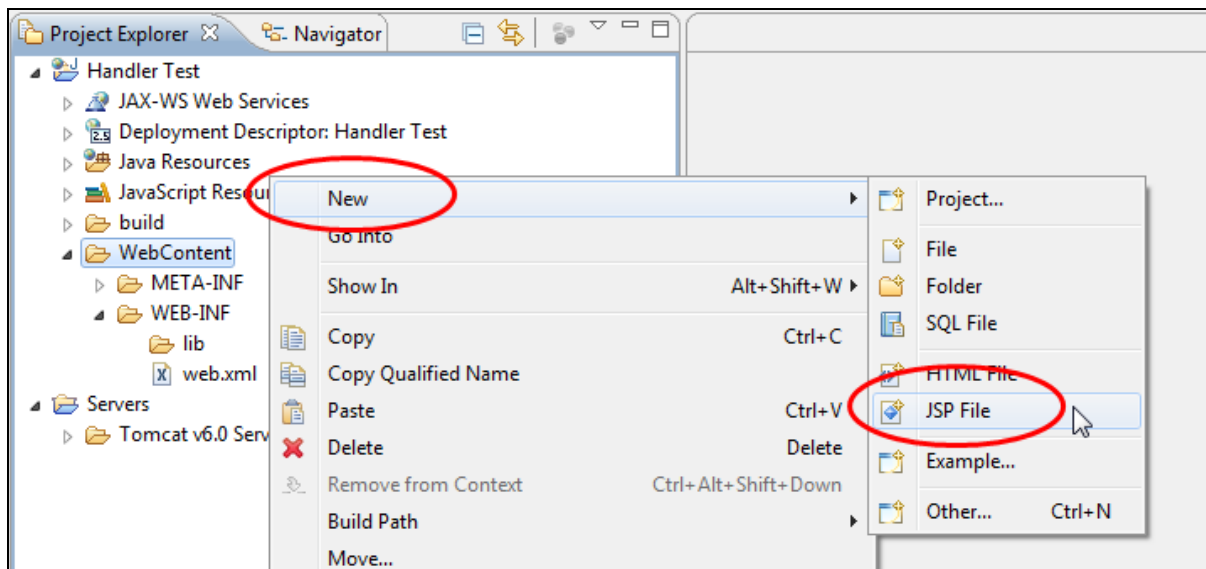 Project Explorer Navigator
Handler Test
JAX-WS Web Services
2.5 Deployment Descriptor: Handler Test
Java Resources
JavaScript Resou
build
WebContent
META-INF
WEB-INF
lib
X web.xml
Servers
Tomcat v6.0 Serv
New
Go Into
Show In Alt+Shift+W
Copy Ctrl+C
Copy Qualified Name
Paste Ctrl+V
Delete Delete
Remove from Context Ctrl+Alt+Shift+Down
Build Path
Move...
Project...
File
Folder
SQL File
HTML File
JSP File
Example...
Other... Ctrl+N